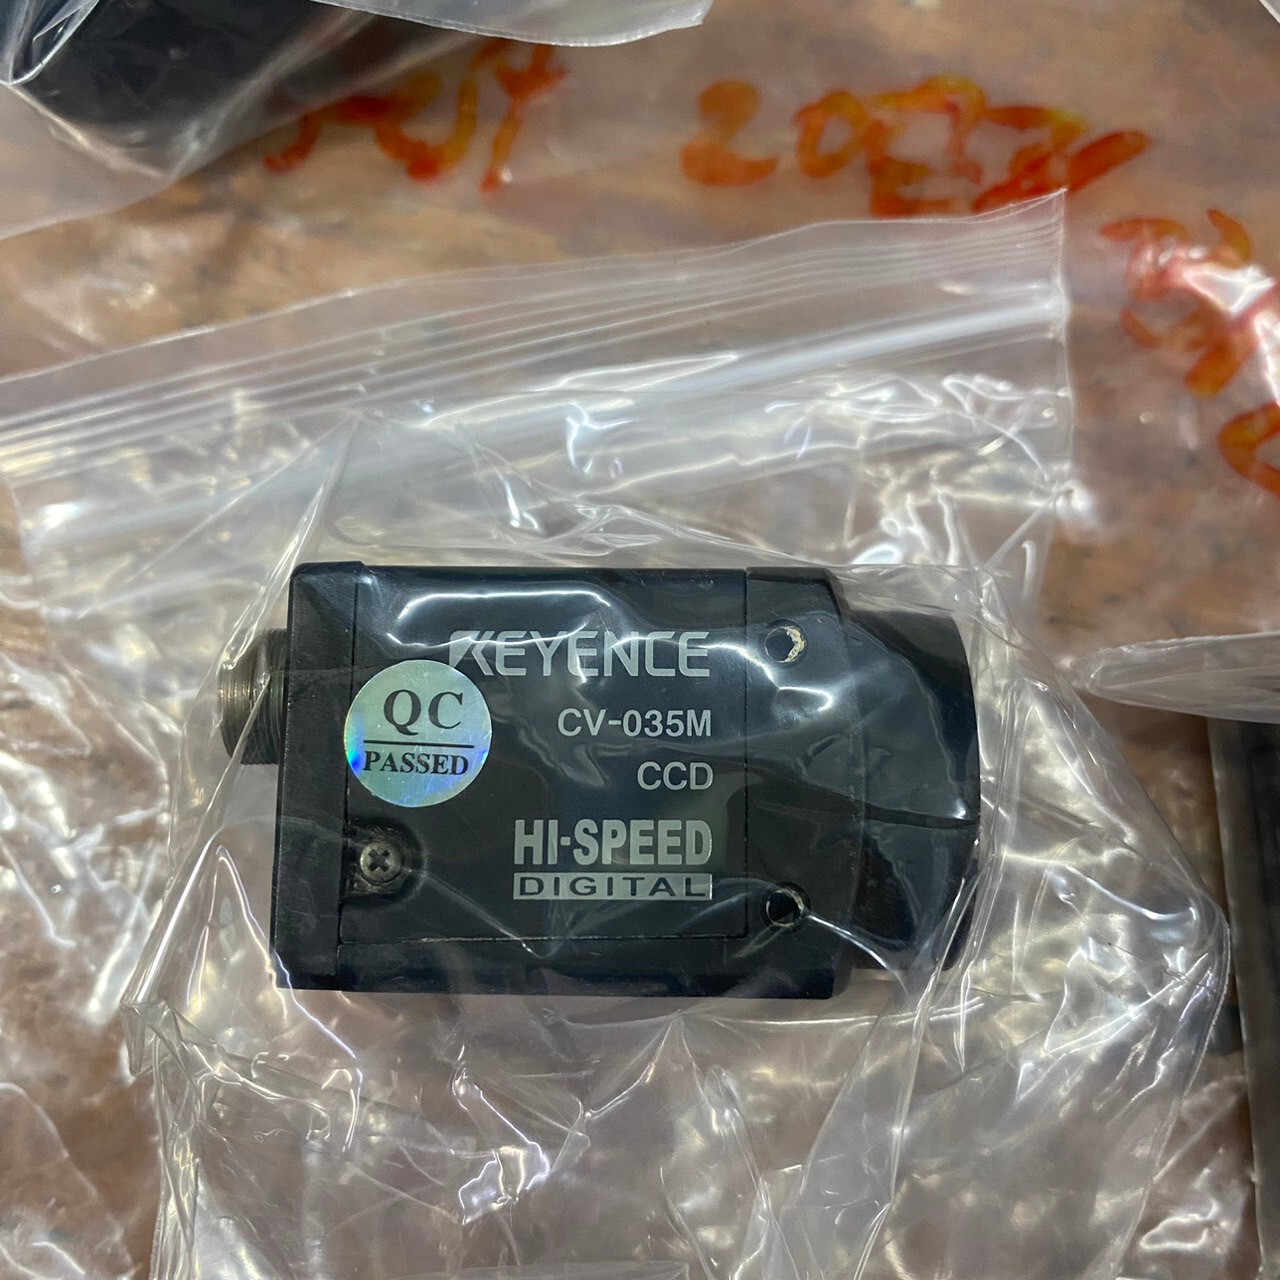 KEYENCE
CV-035M
CCD
HI-SPEED
DIGITAL
QC
PASSED